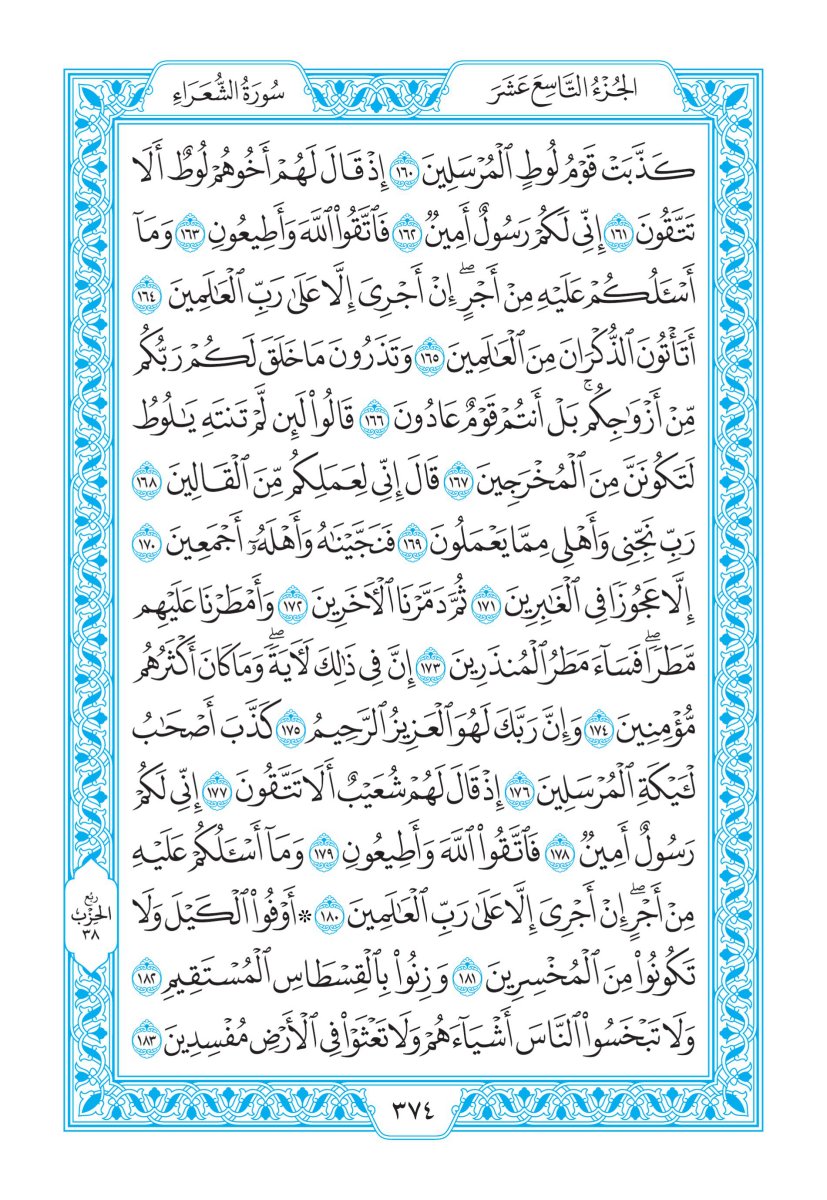 سُورَةُ الشُّعَرَاءِ
الجُزْءُ التَّاسِعَ عَشَرَ
كَذَّبَتْ قَوْمُ لُوطٍ ٱلْمُرْسَلِينَ ١٦٠ إِذْ قَالَ لَهُمْ أَخُوهُمْ لُوطٌ أَلَا
تَتَّقُونَ ١٦١ إِنِّي لَكُمْ رَسُولٌ أَمِينٌ ١٦٢ فَٱتَّقُوا۟ ٱللَّهَ وَأَطِيعُونِ ١٦٣ وَمَآ
أَسْـَٔلُكُمْ عَلَيْهِ مِنْ أَجْرٍ ۖ إِنْ أَجْرِىَ إِلَّا عَلَىٰ رَبِّ ٱلْعَـٰلَمِينَ ١٦٤
أَتَأْتُونَ ٱلذُّكْرَانَ مِنَ ٱلْعَـٰلَمِينَ ١٦٥ وَتَذَرُونَ مَا خَلَقَ لَكُمْ رَبُّكُم
مِّنْ أَزْوَٰجِكُم ۚ بَلْ أَنتُمْ قَوْمٌ عَادُونَ ١٦٦ قَالُوا۟ لَئِن لَّمْ تَنتَهِ يَـٰلُوطُ
لَتَكُونَنَّ مِنَ ٱلْمُخْرَجِينَ ١٦٧ قَالَ إِنِّي لِعَمَلِكُم مِّنَ ٱلْقَالِينَ ١٦٨
رَبِّ نَجِّنِي وَأَهْلِي مِمَّا يَعْمَلُونَ ١٦٩ فَنَجَّيْنَـٰهُ وَأَهْلَهُۥٓ أَجْمَعِينَ ١٧٠
إِلَّا عَجُوزًا فِي ٱلْغَـٰبِرِينَ ١٧١ ثُمَّ دَمَّرْنَا ٱلْـَٔاخَرِينَ ١٧٢ وَأَمْطَرْنَا عَلَيْهِم
مَّطَرًا ۖ فَسَآءَ مَطَرُ ٱلْمُنذَرِينَ ١٧٣ إِنَّ فِي ذَٰلِكَ لَـَٔايَةً ۖ وَمَا كَانَ أَكْثَرُهُم
مُّؤْمِنِينَ ١٧٤ وَإِنَّ رَبَّكَ لَهُوَ ٱلْعَزِيزُ ٱلرَّحِيمُ ١٧٥ كَذَّبَ أَصْحَـٰبُ
لْـَٔيْكَةِ ٱلْمُرْسَلِينَ ١٧٦ إِذْ قَالَ لَهُمْ شُعَيْبٌ أَلَا تَتَّقُونَ ١٧٧ إِنِّي لَكُمْ
رَسُولٌ أَمِينٌ ١٧٨ فَٱتَّقُوا۟ ٱللَّهَ وَأَطِيعُونِ ١٧٩ وَمَآ أَسْـَٔلُكُمْ عَلَيْهِ
مِنْ أَجْرٍ ۖ إِنْ أَجْرِىَ إِلَّا عَلَىٰ رَبِّ ٱلْعَـٰلَمِينَ ١٨٠ ۞ أَوْفُوا۟ ٱلْكَيْلَ وَلَا
تَكُونُوا۟ مِنَ ٱلْمُخْسِرِينَ ١٨١ وَزِنُوا۟ بِٱلْقِسْطَاسِ ٱلْمُسْتَقِيمِ ١٨٢
وَلَا تَبْخَسُوا۟ ٱلنَّاسَ أَشْيَآءَهُمْ وَلَا تَعْثَوْا۟ فِي ٱلْأَرْضِ مُفْسِدِينَ ١٨٣
ربع
الحزب
٣٨
٣٧٤